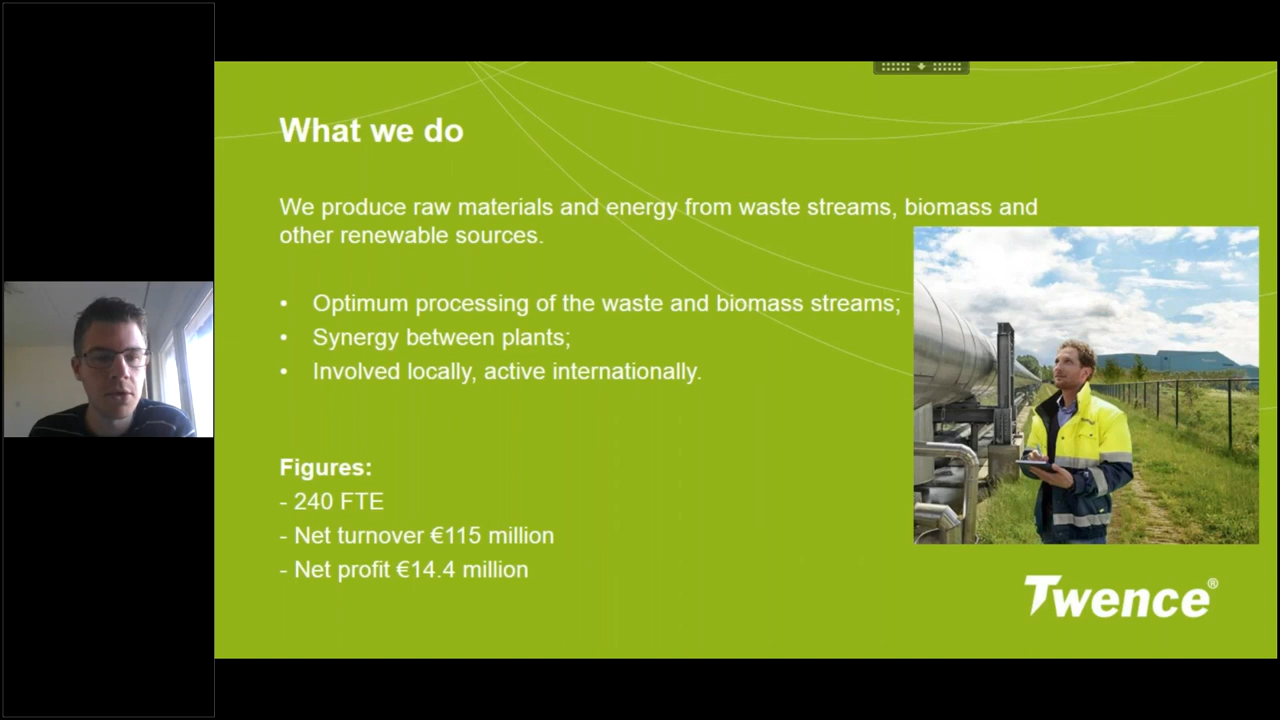 What we do
We produce raw materials and energy from waste streams, biomass and
other renewable sources.
• Optimum processing of the waste and biomass streams;
• Synergy between plants;
• Involved locally, active internationally.
Figures:
- 240 FTE
- Net turnover €115 million
- Net profit €14.4 million
Twence®